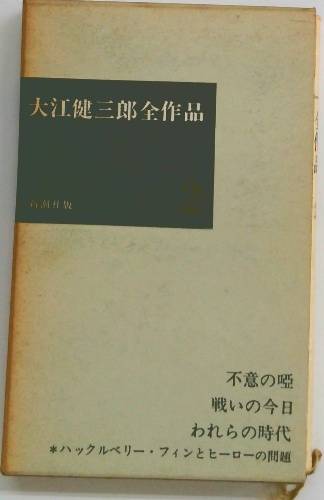 大江健三郎全作品
2
新潮社版
不意の啞
戦いの今日
われらの時代
*ハックルベリー・フィンとヒーローの問題